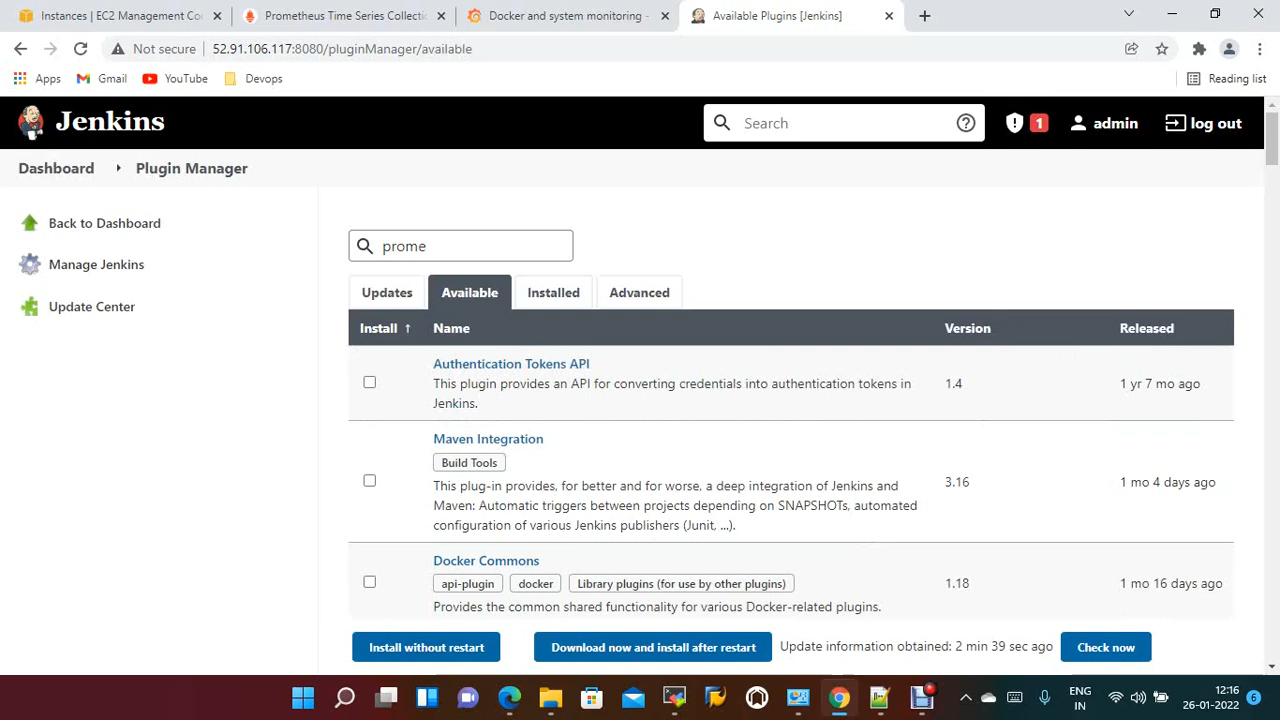 Instances | EC2 Management Co
Prometheus Time Series Collecti
Docker and system monitoring -
Available Plugins [Jenkins]
Not secure
52.91.106.117:8080/pluginManager/available
Apps
Gmail
YouTube
Devops
Reading list
Jenkins
Search
1
admin
log out
Dashboard
Plugin Manager
Back to Dashboard
Manage Jenkins
Update Center
prome
Updates
Available
Installed
Advanced
Install ↑
Name
Version
Released
Authentication Tokens API
This plugin provides an API for converting credentials into authentication tokens in
Jenkins.
1.4
1 yr 7 mo ago
Maven Integration
Build Tools
This plug-in provides, for better and for worse, a deep integration of Jenkins and
Maven: Automatic triggers between projects depending on SNAPSHOTs, automated
configuration of various Jenkins publishers (Junit, ...).
3.16
1 mo 4 days ago
Docker Commons
api-plugin
docker
Library plugins (for use by other plugins)
Provides the common shared functionality for various Docker-related plugins.
1.18
1 mo 16 days ago
Install without restart
Download now and install after restart
Update information obtained: 2 min 39 sec ago
Check now
ENG
IN
12:16
26-01-2022
6